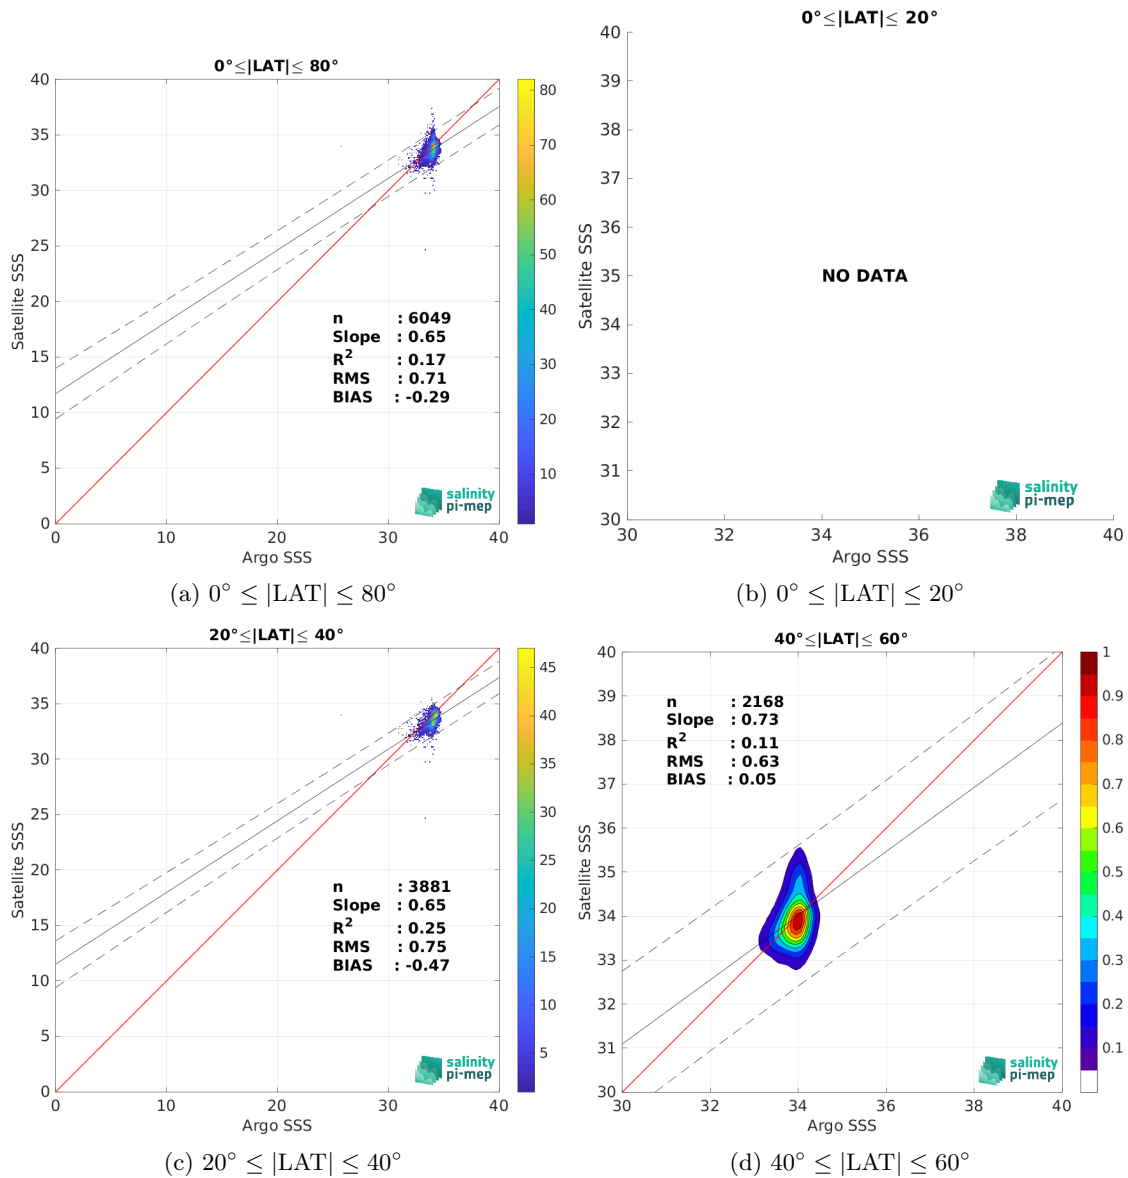 0°≤|LAT|≤ 80°
40
35
30
25
20
15
10
5
0
0
10
20
30
40
Satellite SSS
Argo SSS
n : 6049
Slope : 0.65
R² : 0.17
RMS : 0.71
BIAS : -0.29
80
70
60
50
40
30
20
10
salinity
pi-mep
(a) 0° ≤ |LAT| ≤ 80°
0°≤|LAT|≤ 20°
40
39
38
37
36
35
34
33
32
31
30
30
32
34
36
38
40
Satellite SSS
Argo SSS
NO DATA
salinity
pi-mep
(b) 0° ≤ |LAT| ≤ 20°
20°≤|LAT|≤ 40°
40
35
30
25
20
15
10
5
0
0
10
20
30
40
Satellite SSS
Argo SSS
n : 3881
Slope : 0.65
R² : 0.25
RMS : 0.75
BIAS : -0.47
45
40
35
30
25
20
15
10
5
salinity
pi-mep
(c) 20° ≤ |LAT| ≤ 40°
40°≤|LAT|≤ 60°
40
39
38
37
36
35
34
33
32
31
30
30
32
34
36
38
40
Satellite SSS
Argo SSS
n : 2168
Slope : 0.73
R² : 0.11
RMS : 0.63
BIAS : 0.05
1
0.9
0.8
0.7
0.6
0.5
0.4
0.3
0.2
0.1
salinity
pi-mep
(d) 40° ≤ |LAT| ≤ 60°